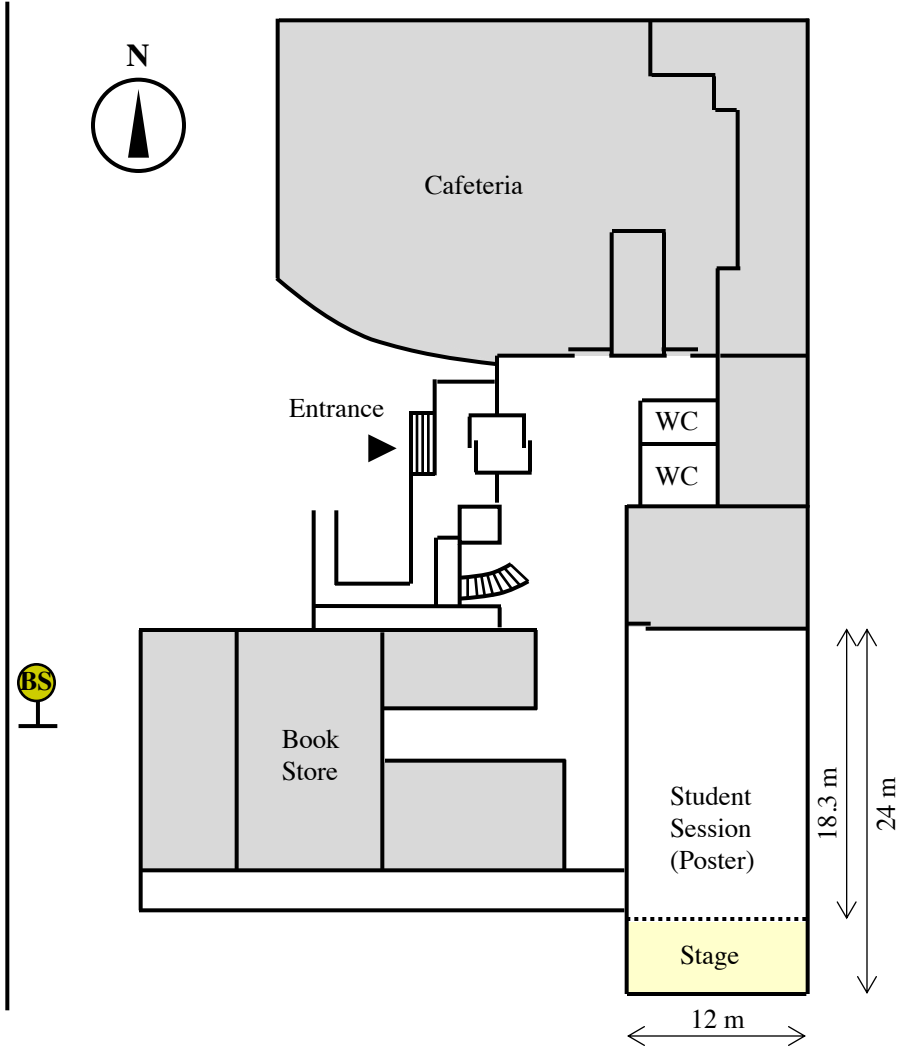 N
Cafeteria
Entrance
WC
WC
BS
Book
Store
Student
Session
(Poster)
18.3 m
24 m
Stage
12 m